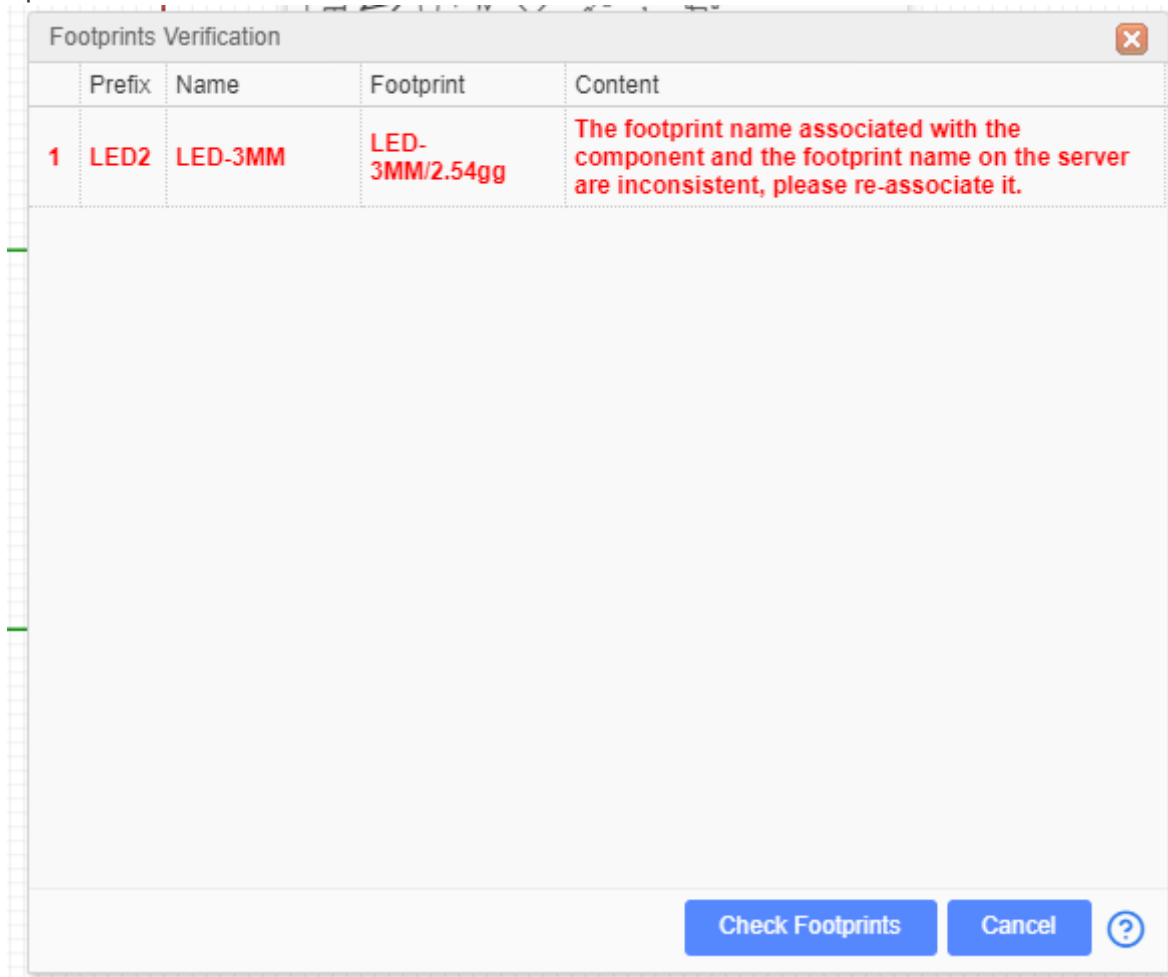 Footprints Verification
Prefix Name Footprint Content
1 LED2 LED-3MM LED-
3MM/2.54gg
The footprint name associated with the
component and the footprint name on the server
are inconsistent, please re-associate it.
Check Footprints Cancel ?